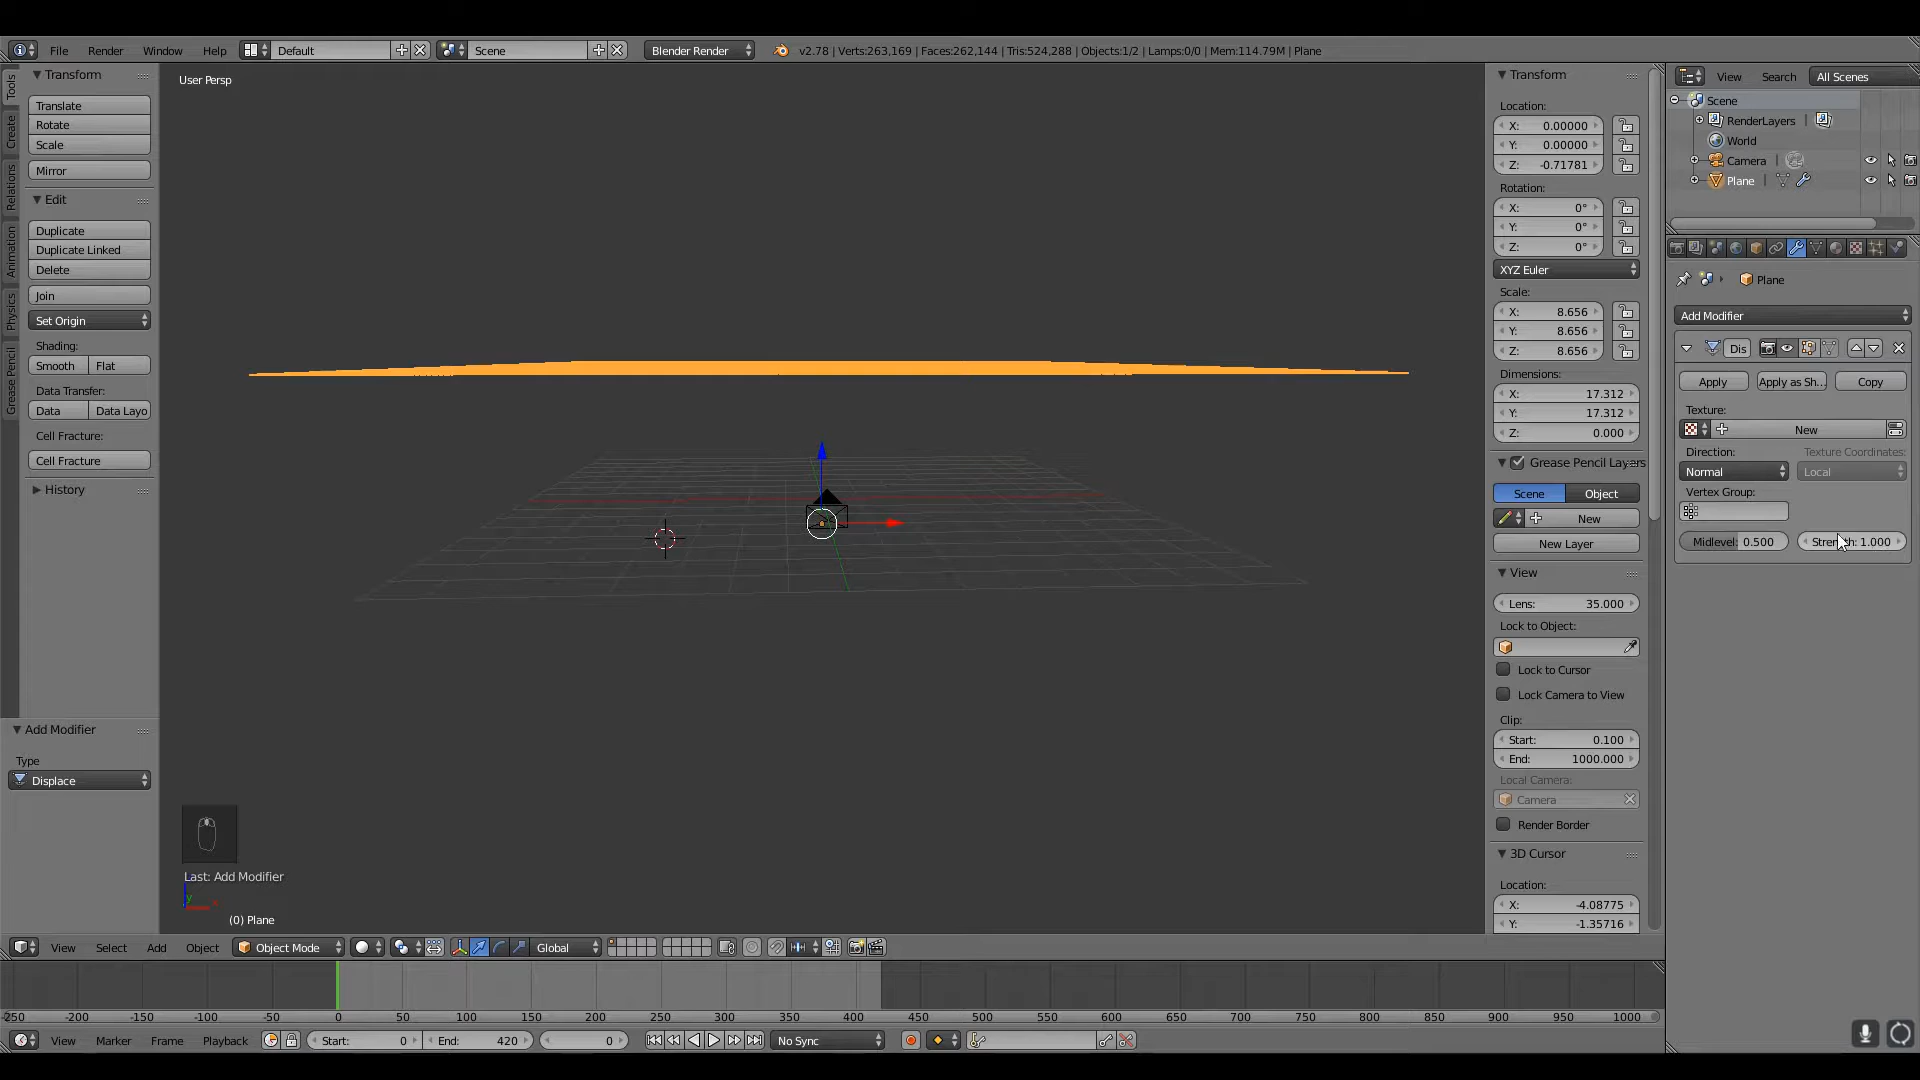 File Render Window Help Default Scene Blender Render v2.78 | Verts:263,169 | Faces:262,144 | Tris:524,288 | Objects:1/2 | Lamps:0/0 | Mem:114.79M | Plane
Tools
Create
Relations
Animation
Physics
Grease Pencil
Transform
Translate
Rotate
Scale
Mirror
Edit
Duplicate
Duplicate Linked
Delete
Join
Set Origin
Shading:
Smooth Flat
Data Transfer:
Data Data Layo
Cell Fracture:
Cell Fracture
History
Add Modifier
Type
Displace
User Persp
Last: Add Modifier
y
(0) Plane
Transform
Location:
X: 0.00000
Y: 0.00000
Z: -0.71781
Rotation:
X: 0°
Y: 0°
Z: 0°
XYZ Euler
Scale:
X: 8.656
Y: 8.656
Z: 8.656
Dimensions:
X: 17.312
Y: 17.312
Z: 0.000
Grease Pencil Layers
Scene Object
New
New Layer
View
Lens: 35.000
Lock to Object:
Lock to Cursor
Lock Camera to View
Clip:
Start: 0.100
End: 1000.000
Local Camera:
Camera
Render Border
3D Cursor
Location:
X: -4.08775
Y: -1.35716
View Search All Scenes
Scene
RenderLayers |
World
Camera |
Plane |
Plane
Add Modifier
Dis
Apply Apply as Sh... Copy
Texture:
New
Direction: Texture Coordinates:
Normal Local
Vertex Group:
Midlevel: 0.500 Strength: 1.000
View Select Add Object Object Mode Global
-250 -200 -150 -100 -50 0 50 100 150 200 250 300 350 400 450 500 550 600 650 700 750 800 850 900 950 1000
View Marker Frame Playback Start: 0 End: 420 0 No Sync